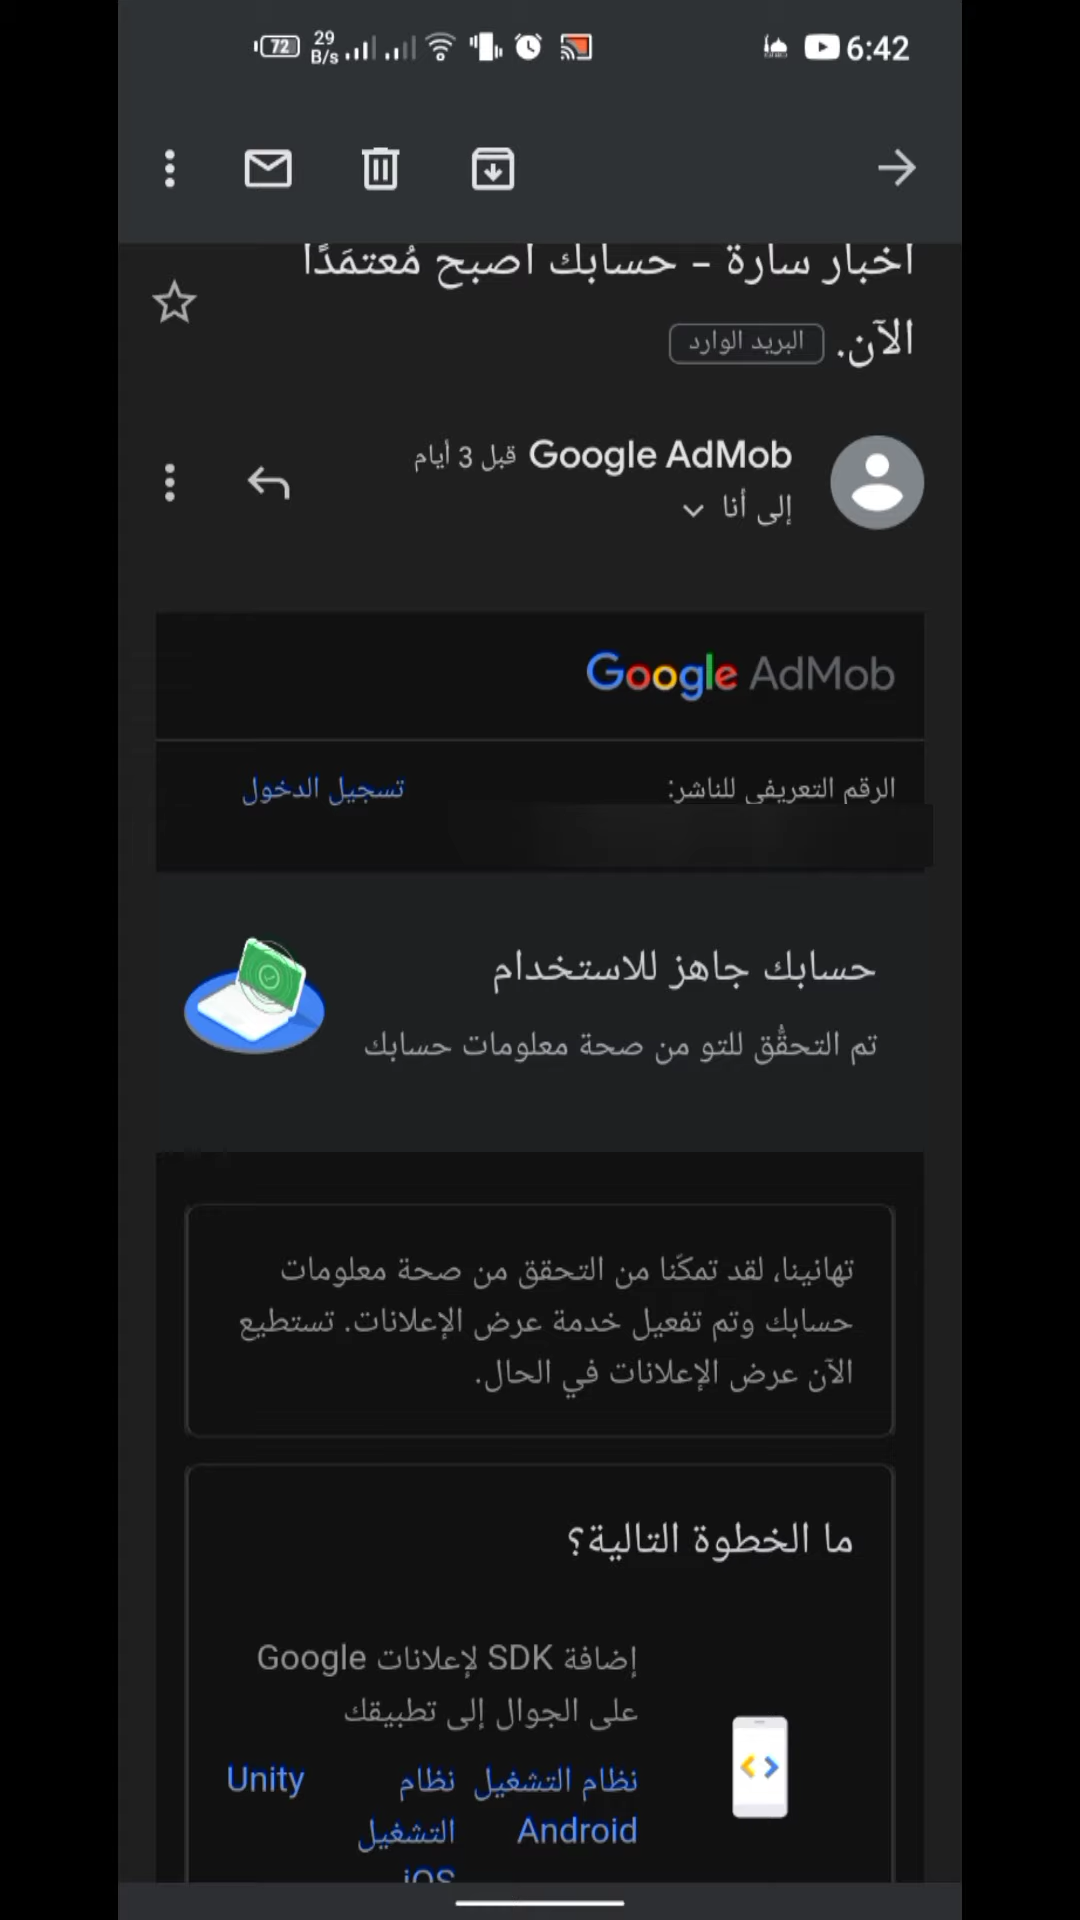 72 29 B/s 6:42
أخبار سارة – حسابك أصبح مُعتمَدًا
الآن. البريد الوارد
Google AdMob قبل 3 أيام
إلى أنا
Google AdMob
الرقم التعريفي للناشر: تسجيل الدخول
حسابك جاهز للاستخدام
تم التحقُّق للتو من صحة معلومات حسابك
تهانينا، لقد تمكّنا من التحقق من صحة معلومات
حسابك وتم تفعيل خدمة عرض الإعلانات. تستطيع
الآن عرض الإعلانات في الحال.
ما الخطوة التالية؟
إضافة SDK لإعلانات Google
على الجوال إلى تطبيقك
نظام التشغيل نظام Unity
Android التشغيل
iOS